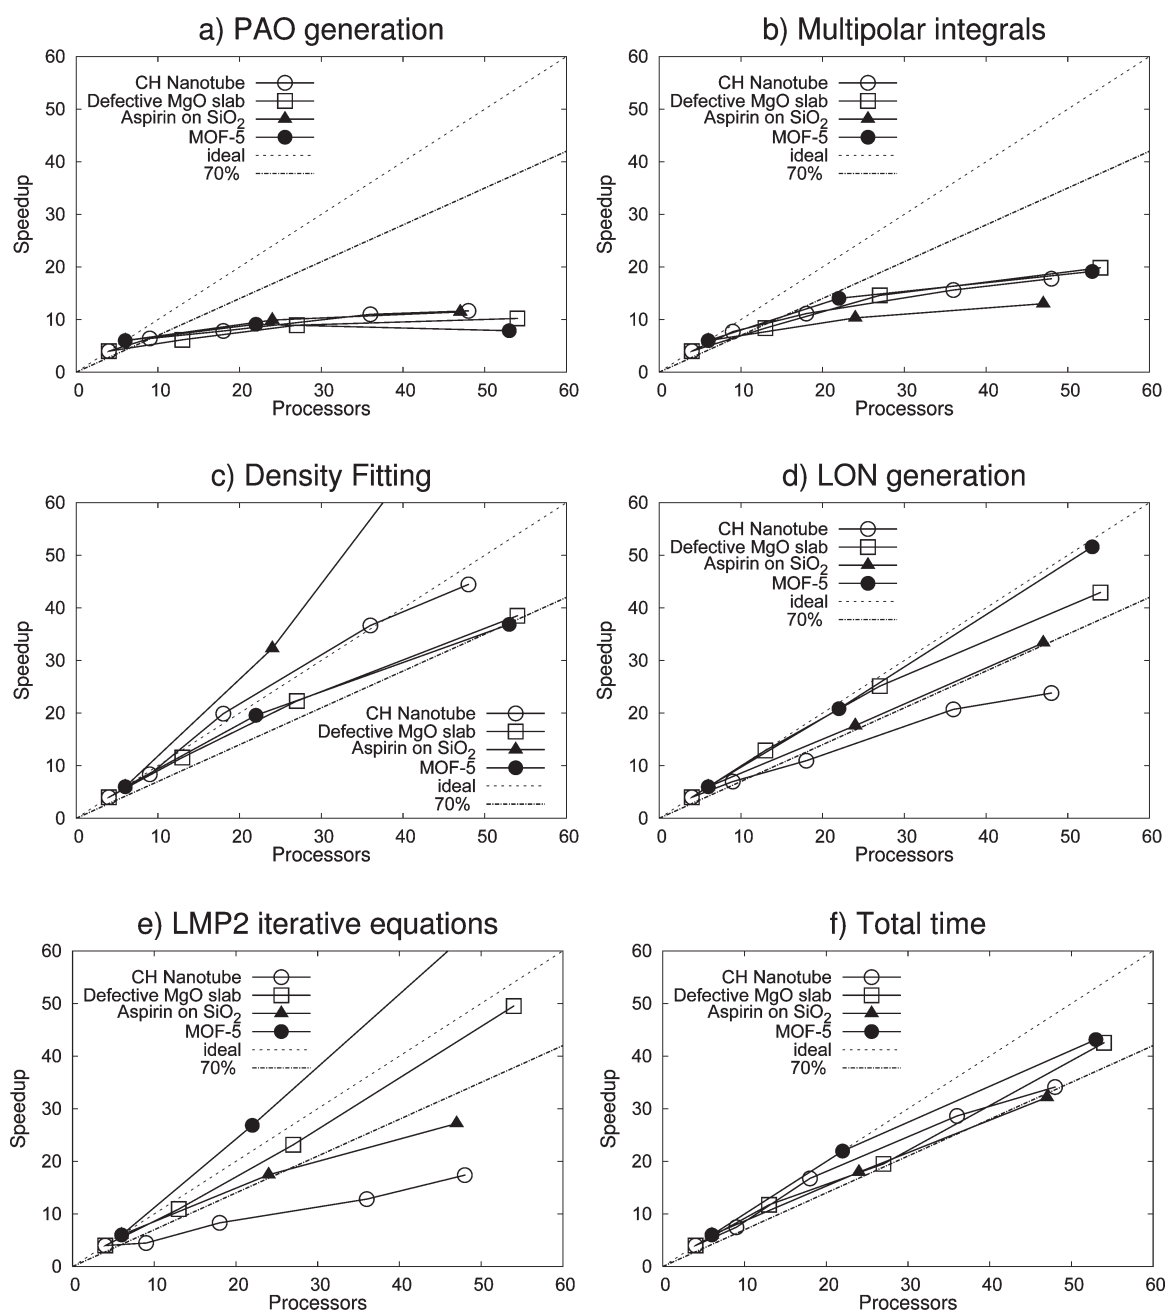 a) PAO generation
60
50
40
30
20
10
0
Speedup
CH Nanotube
Defective MgO slab
Aspirin on SiO2
MOF-5
ideal
70%
0 10 20 30 40 50 60
Processors
b) Multipolar integrals
60
50
40
30
20
10
0
Speedup
CH Nanotube
Defective MgO slab
Aspirin on SiO2
MOF-5
ideal
70%
0 10 20 30 40 50 60
Processors
c) Density Fitting
60
50
40
30
20
10
0
Speedup
CH Nanotube
Defective MgO slab
Aspirin on SiO2
MOF-5
ideal
70%
0 10 20 30 40 50 60
Processors
d) LON generation
60
50
40
30
20
10
0
Speedup
CH Nanotube
Defective MgO slab
Aspirin on SiO2
MOF-5
ideal
70%
0 10 20 30 40 50 60
Processors
e) LMP2 iterative equations
60
50
40
30
20
10
0
Speedup
CH Nanotube
Defective MgO slab
Aspirin on SiO2
MOF-5
ideal
70%
0 10 20 30 40 50 60
Processors
f) Total time
60
50
40
30
20
10
0
Speedup
CH Nanotube
Defective MgO slab
Aspirin on SiO2
MOF-5
ideal
70%
0 10 20 30 40 50 60
Processors